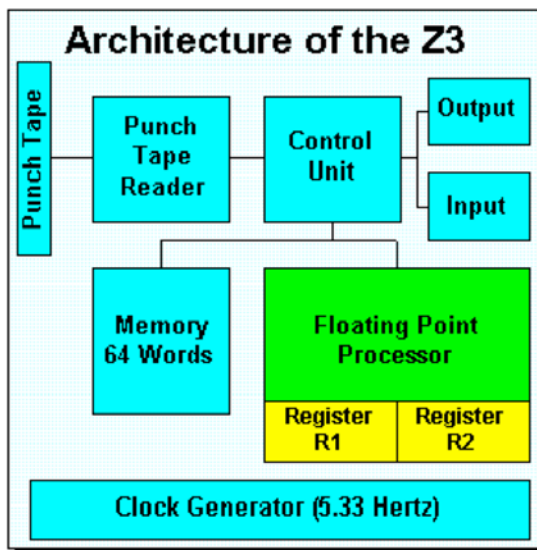 Architecture of the Z3
Punch Tape
Punch
Tape
Reader
Control
Unit
Output
Input
Memory
64 Words
Floating Point
Processor
Register
R1
Register
R2
Clock Generator (5.33 Hertz)